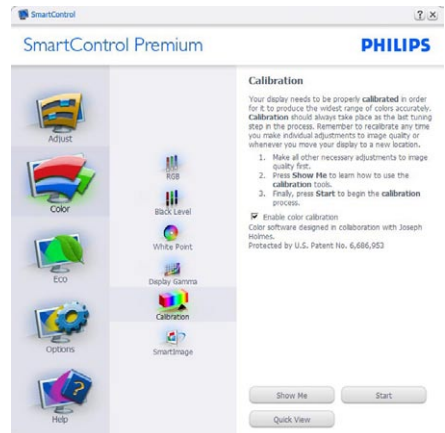 SmartControl
SmartControl Premium
PHILIPS
Adjust
Color
Eco
Options
Help
RGB
Black Level
White Point
Display Gamma
Calibration
SmartImage
Calibration
Your display needs to be properly calibrated in order
for it to produce the widest range of colors accurately.
Calibration should always take place as the last tuning
step in the process. Remember to recalibrate any time
you make individual adjustments to image quality or
whenever you move your display to a new location.
1. Make all other necessary adjustments to image
quality first,
2. Press Show Me to learn how to use the
calibration tools.
3. Finally, press Start to begin the calibration
process.
Enable color calibration
Color software designed in collaboration with Joseph
Holmes.
Protected by U.S. Patent No. 6,686,953
Show Me
Start
Quick View